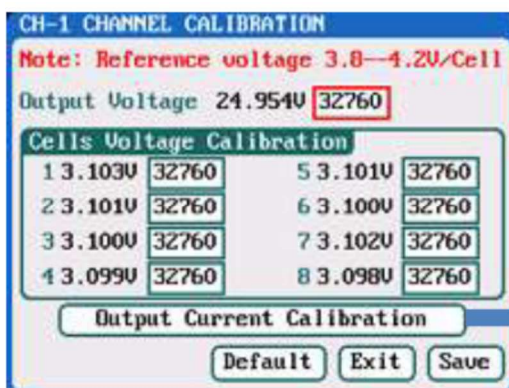 CH-1 CHANNEL CALIBRATION
Note: Reference voltage 3.8--4.2V/Cell
Output Voltage 24.954V 32760
Cells Voltage Calibration
1 3.103V 32760 5 3.101V 32760
2 3.101V 32760 6 3.100V 32760
3 3.100V 32760 7 3.102V 32760
4 3.099V 32760 8 3.098V 32760
Output Current Calibration
Default Exit Save